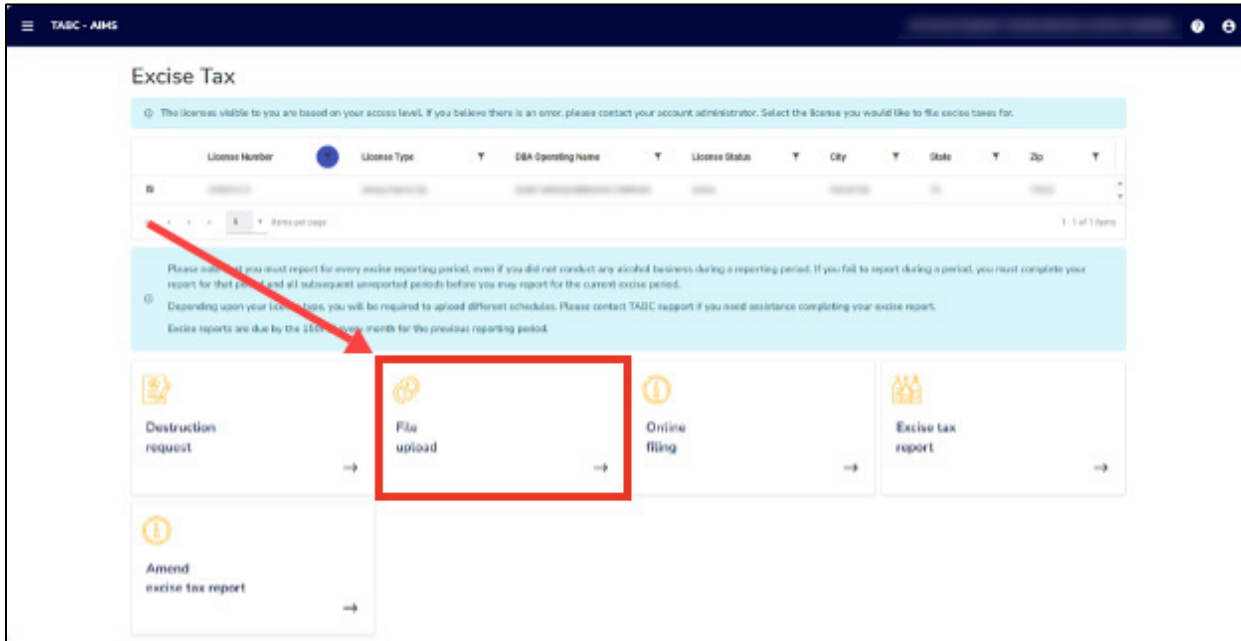 TABC - AIMS
Excise Tax
The licenses visible to you are based on your access level. If you believe there is an error, please contact your account administrator. Select the license you would like to file excise taxes for.
License Number License Type DBA Operating Name License Status City State Zip
5 items per page 1 - 1 of 1 items
Please note that you must report for every excise reporting period, even if you did not conduct any alcohol business during a reporting period. If you fail to report during a period, you must complete your
report for that period and all subsequent unreported periods before you may report for the current excise period.
Depending upon your license type, you will be required to upload different schedules. Please contact TABC support if you need assistance completing your excise report.
Excise reports are due by the 15th of every month for the previous reporting period.
Destruction
request
File
upload
Online
filing
Excise tax
report
Amend
excise tax report